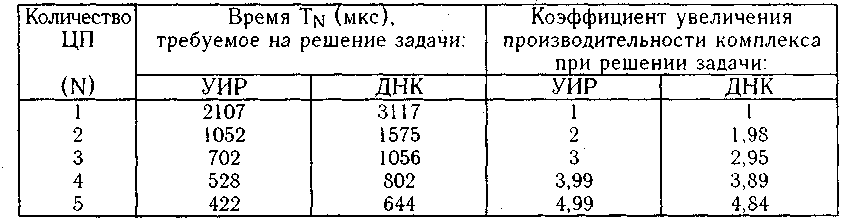 Количество ЦП (N)
Время TN (мкс), требуемое на решение задачи:
Коэффициент увеличения производительности комплекса при решении задачи:
УИР ДНК УИР ДНК
1 2107 3117 1 1
2 1052 1575 2 1,98
3 702 1056 3 2,95
4 528 802 3,99 3,89
5 422 644 4,99 4,84